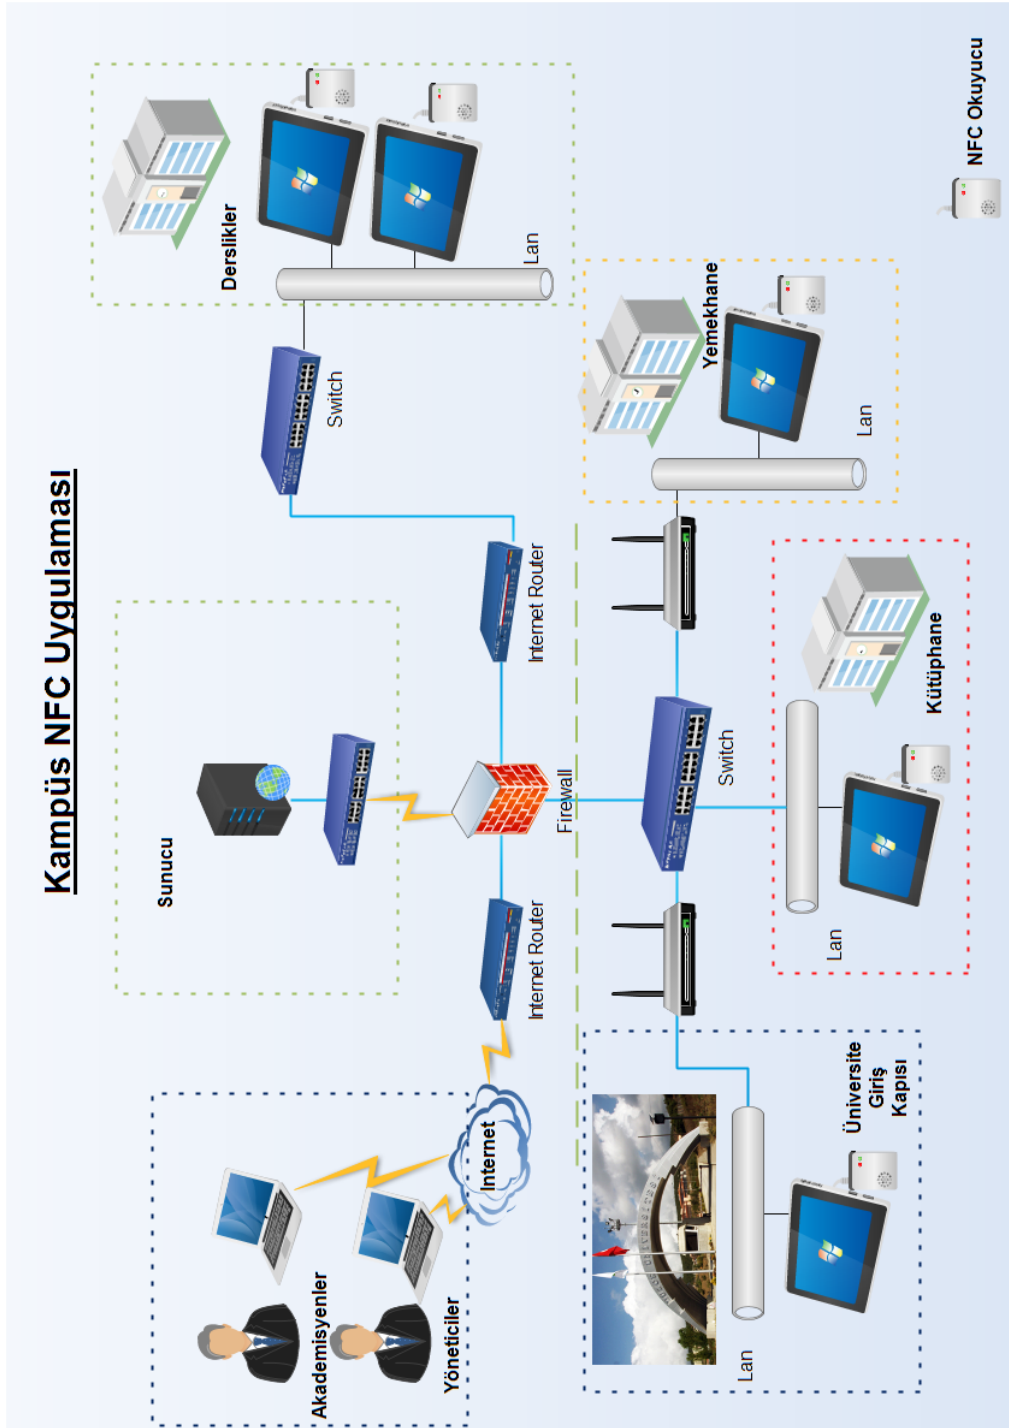 Kampüs NFC Uygulaması
Akademisyenler
Yöneticiler
Internet
Sunucu
Internet Router
Firewall
Internet Router
Switch
Derslikler
Lan
Üniversite
Giriş
Kapısı
Lan
Switch
Kütüphane
Lan
Yemekhane
Lan
NFC Okuyucu